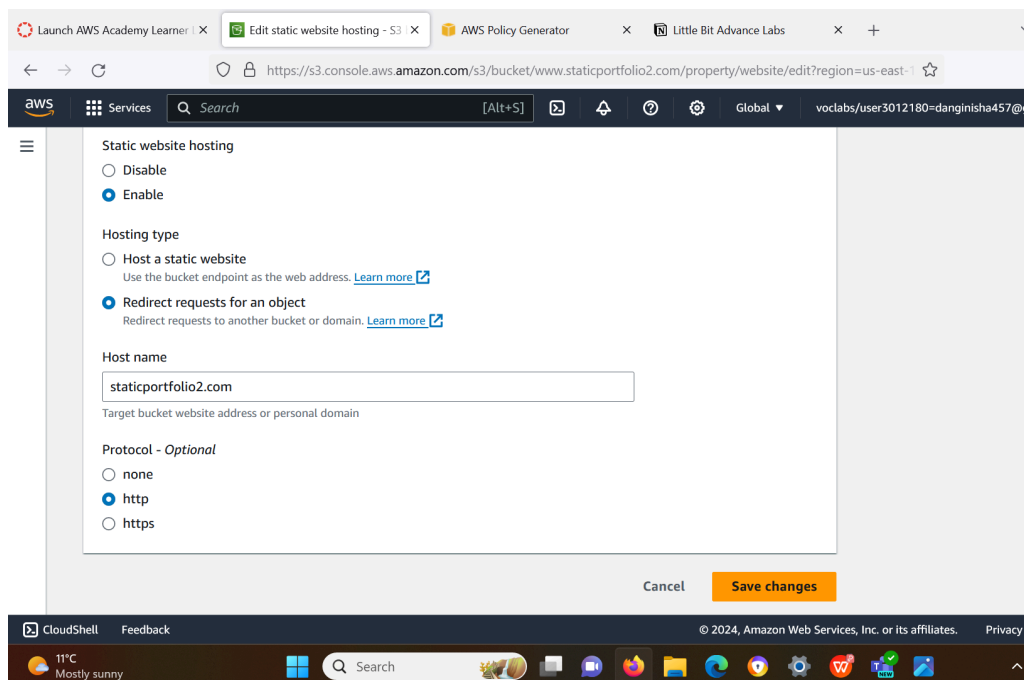 Launch AWS Academy Learner
Edit static website hosting - S3
AWS Policy Generator
Little Bit Advance Labs
https://s3.console.aws.amazon.com/s3/bucket/www.staticportfolio2.com/property/website/edit?region=us-east-1
aws
Services
Search
[Alt+S]
Global
voclabs/user3012180=danginisha457@
Static website hosting
Disable
Enable
Hosting type
Host a static website
Use the bucket endpoint as the web address. Learn more
Redirect requests for an object
Redirect requests to another bucket or domain. Learn more
Host name
staticportfolio2.com
Target bucket website address or personal domain
Protocol - Optional
none
http
https
Cancel
Save changes
CloudShell
Feedback
© 2024, Amazon Web Services, Inc. or its affiliates.
Privacy
11°C
Mostly sunny
Search
NEW